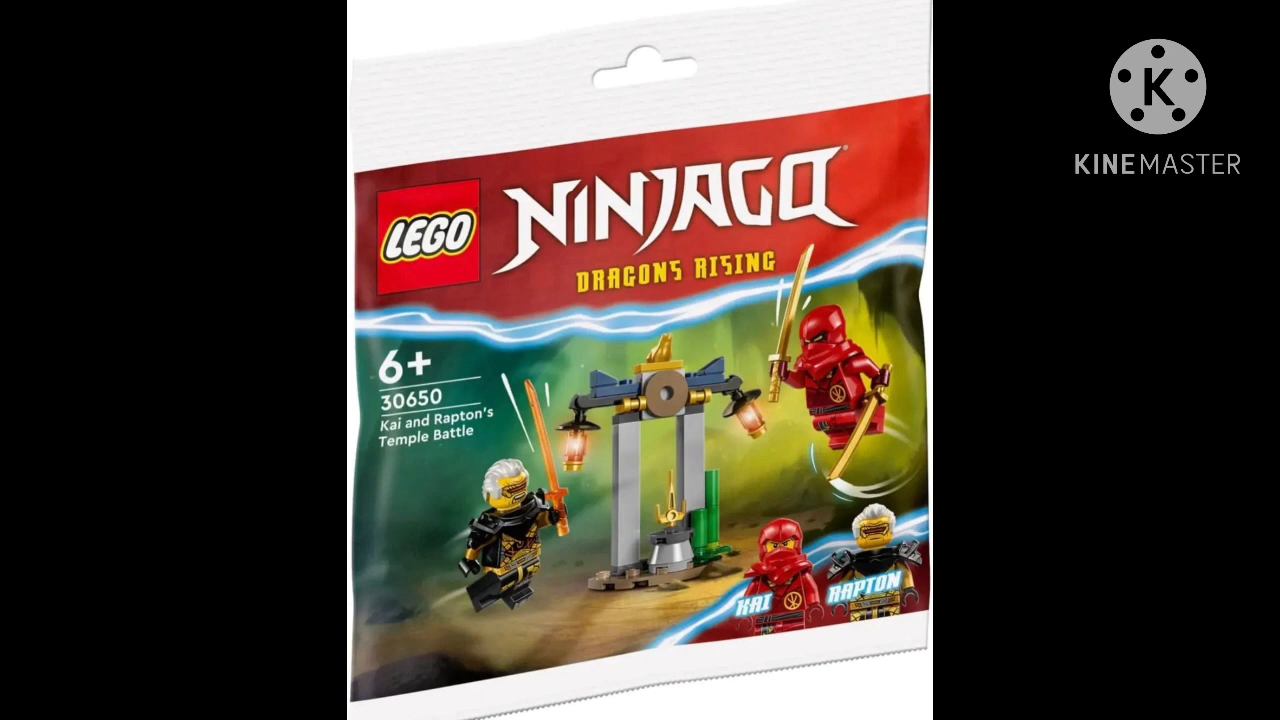 K
KINEMASTER
LEGO
NINJAGO
DRAGONS RISING
6+
30650
Kai and Rapton's
Temple Battle
KAI
RAPTON